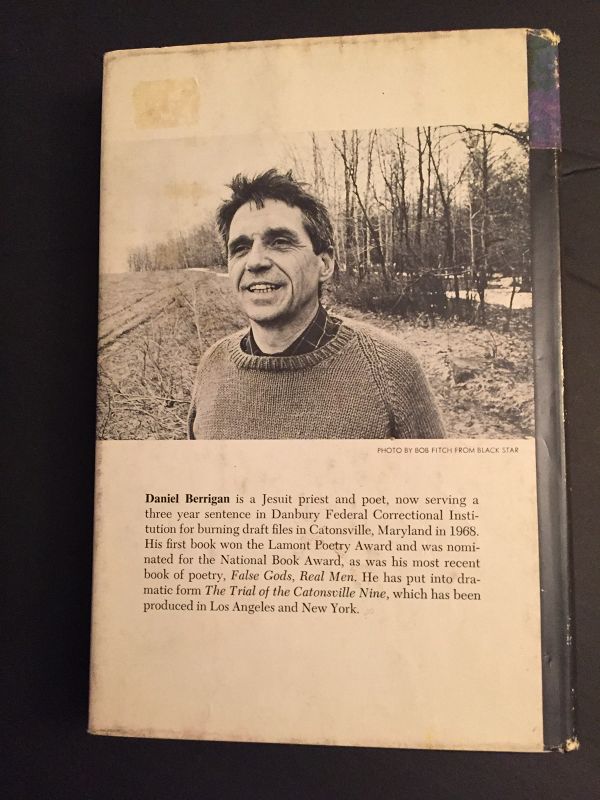 PHOTO BY BOB FITCH FROM BLACK STAR
Daniel Berrigan is a Jesuit priest and poet, now serving a
three year sentence in Danbury Federal Correctional Insti-
tution for burning draft files in Catonsville, Maryland in 1968.
His first book won the Lamont Poetry Award and was nomi-
nated for the National Book Award, as was his most recent
book of poetry, False Gods, Real Men. He has put into dra-
matic form The Trial of the Catonsville Nine, which has been
produced in Los Angeles and New York.